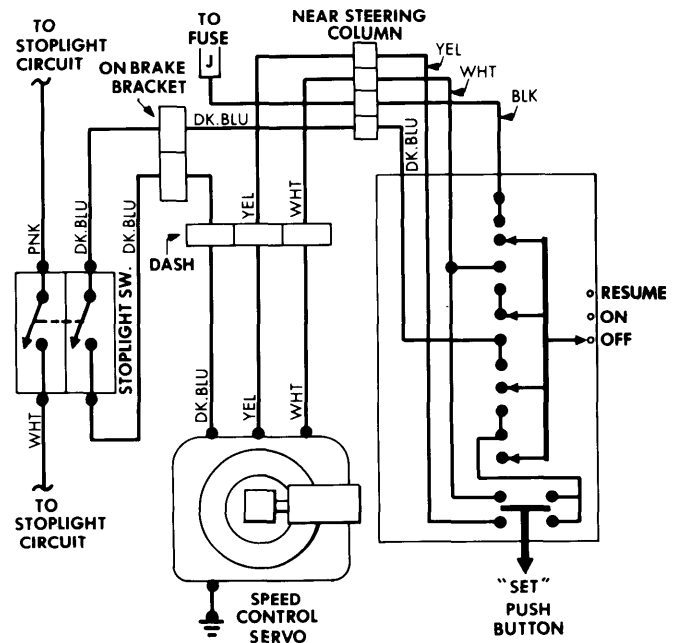 TO
STOPLIGHT
CIRCUIT
TO
FUSE
J
NEAR STEERING
COLUMN
ON BRAKE
BRACKET
YEL
WHT
BLK
DK.BLU
DK.BLU
PNK
DK.BLU
DK.BLU
YEL
WHT
DASH
STOPLIGHT SW.
RESUME
ON
OFF
WHT
DK.BLU
YEL
WHT
TO
STOPLIGHT
CIRCUIT
SPEED
CONTROL
SERVO
"SET"
PUSH
BUTTON